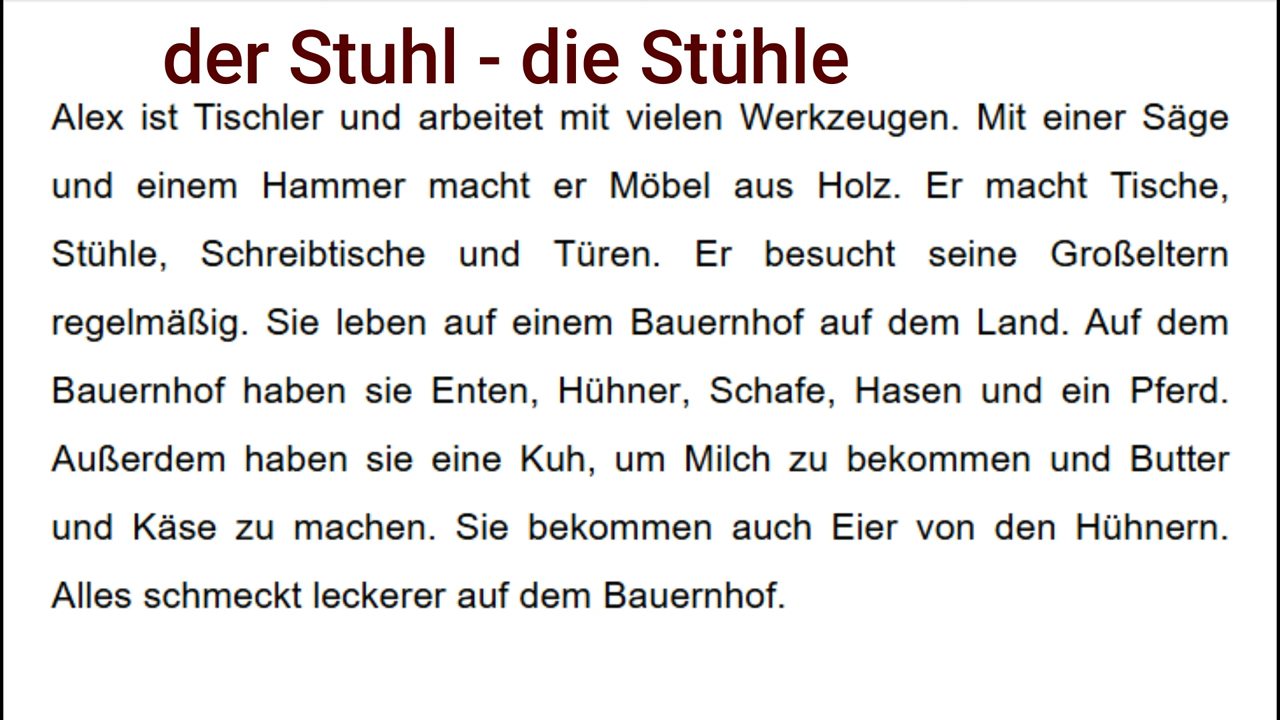 der Stuhl - die Stühle
Alex ist Tischler und arbeitet mit vielen Werkzeugen. Mit einer Säge
und einem Hammer macht er Möbel aus Holz. Er macht Tische,
Stühle, Schreibtische und Türen. Er besucht seine Großeltern
regelmäßig. Sie leben auf einem Bauernhof auf dem Land. Auf dem
Bauernhof haben sie Enten, Hühner, Schafe, Hasen und ein Pferd.
Außerdem haben sie eine Kuh, um Milch zu bekommen und Butter
und Käse zu machen. Sie bekommen auch Eier von den Hühnern.
Alles schmeckt leckerer auf dem Bauernhof.